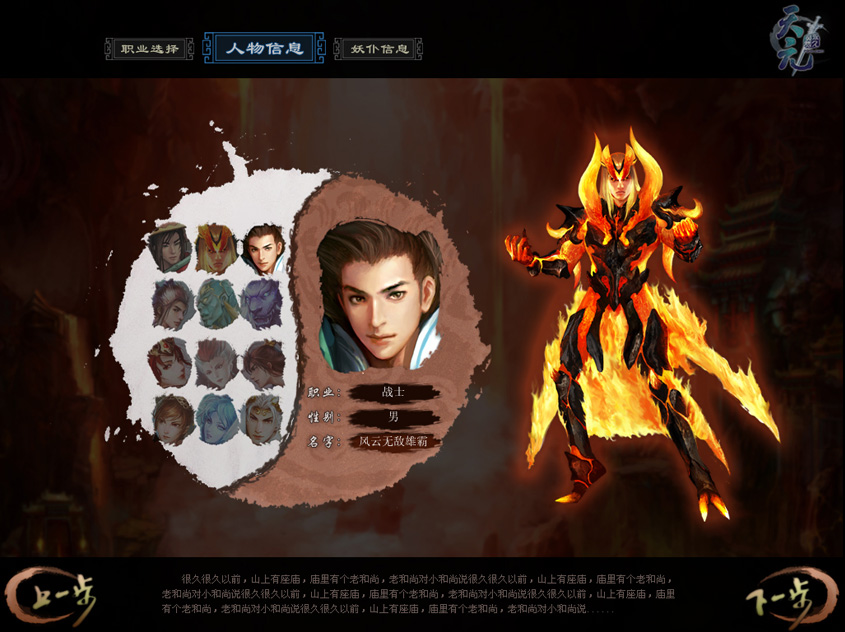 职业选择
人物信息
妖仆信息
天元
职业：战士
性别：男
名字：风云无敌雄霸
上一步
很久很久以前，山上有座庙，庙里有个老和尚，老和尚对小和尚说很久很久以前，山上有座庙，庙里有个老和尚，
老和尚对小和尚说很久很久以前，山上有座庙，庙里有个老和尚，老和尚对小和尚说很久很久以前，山上有座庙，庙里
有个老和尚，老和尚对小和尚说很久很久以前，山上有座庙，庙里有个老和尚，老和尚对小和尚说......
下一步